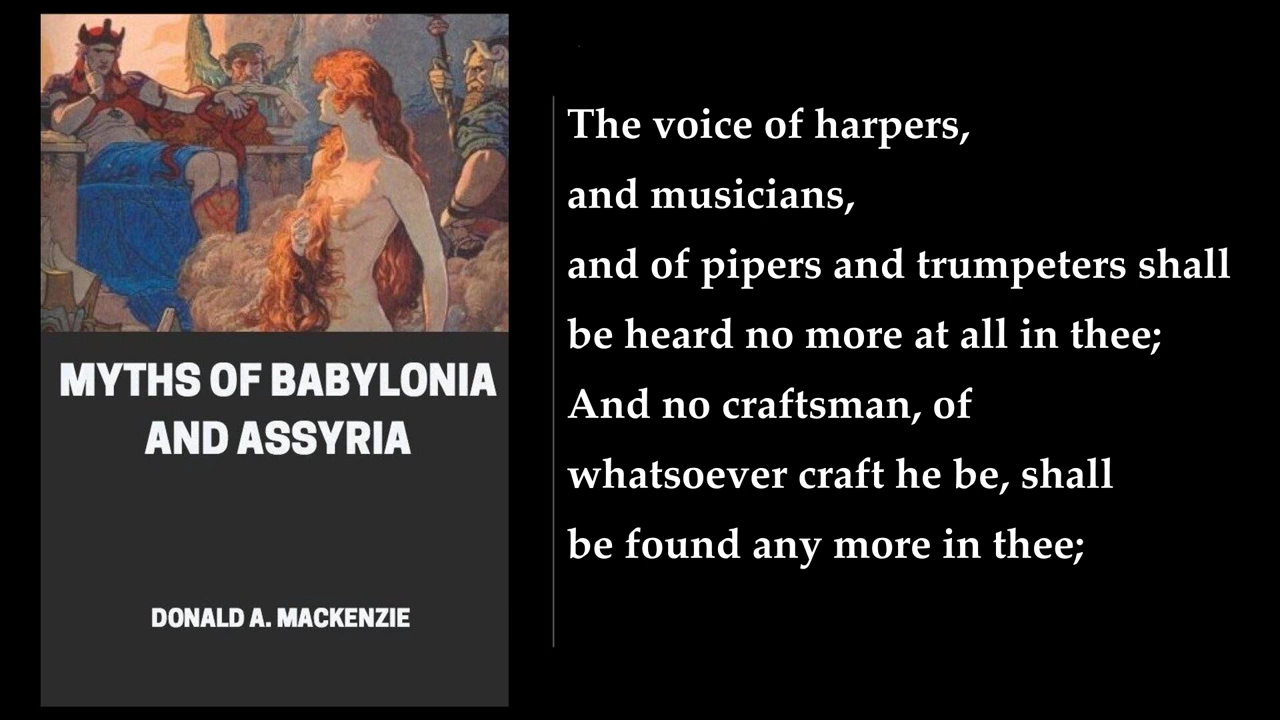 MYTHS OF BABYLONIA
AND ASSYRIA
DONALD A. MACKENZIE
The voice of harpers,
and musicians,
and of pipers and trumpeters shall
be heard no more at all in thee;
And no craftsman, of
whatsoever craft he be, shall
be found any more in thee;